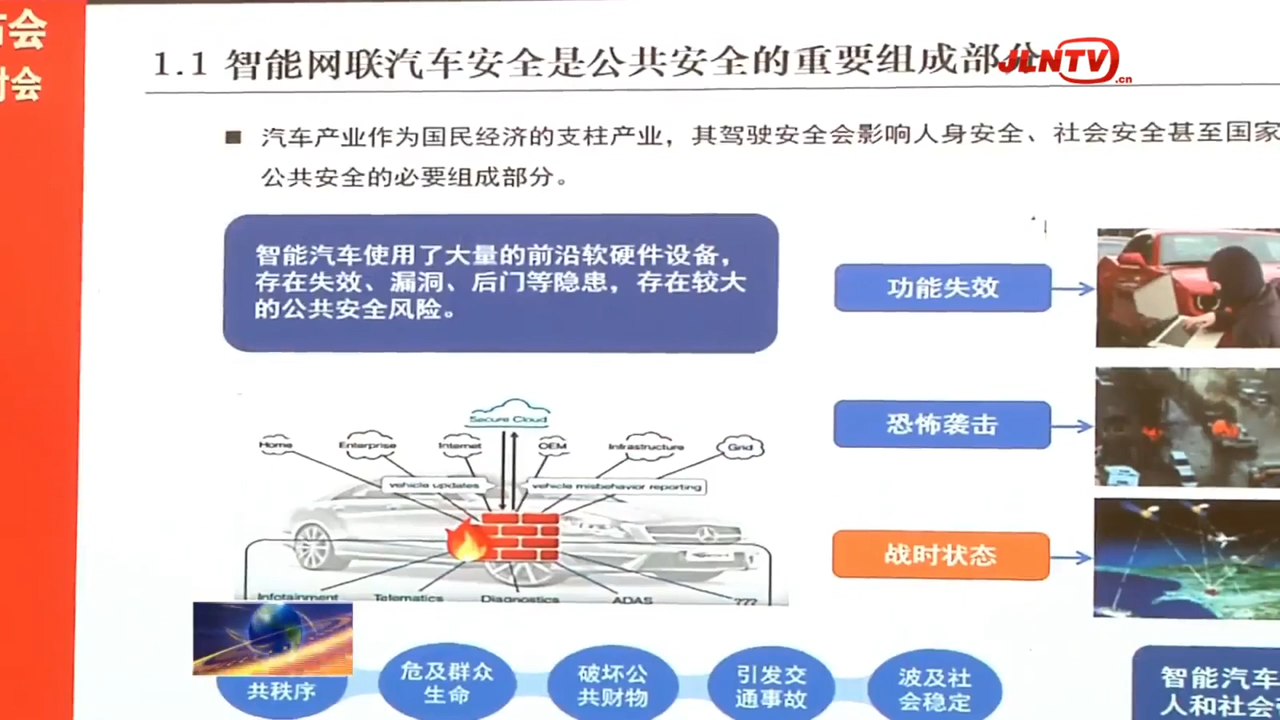 布会
讨会
1.1 智能网联汽车安全是公共安全的重要组成部分
JLNTV.cn
■ 汽车产业作为国民经济的支柱产业，其驾驶安全会影响人身安全、社会安全甚至国家
公共安全的必要组成部分。
智能汽车使用了大量的前沿软硬件设备，
存在失效、漏洞、后门等隐患，存在较大
的公共安全风险。
功能失效
恐怖袭击
战时状态
Secure Cloud
Home
Enterprise
Internet
OEM
Infrastructure
Grid
vehicle updates
vehicle misbehavior reporting
Infotainment
Telematics
Diagnostics
ADAS
???
共秩序
危及群众
生命
破坏公
共财物
引发交
通事故
波及社
会稳定
智能汽车
人和社会